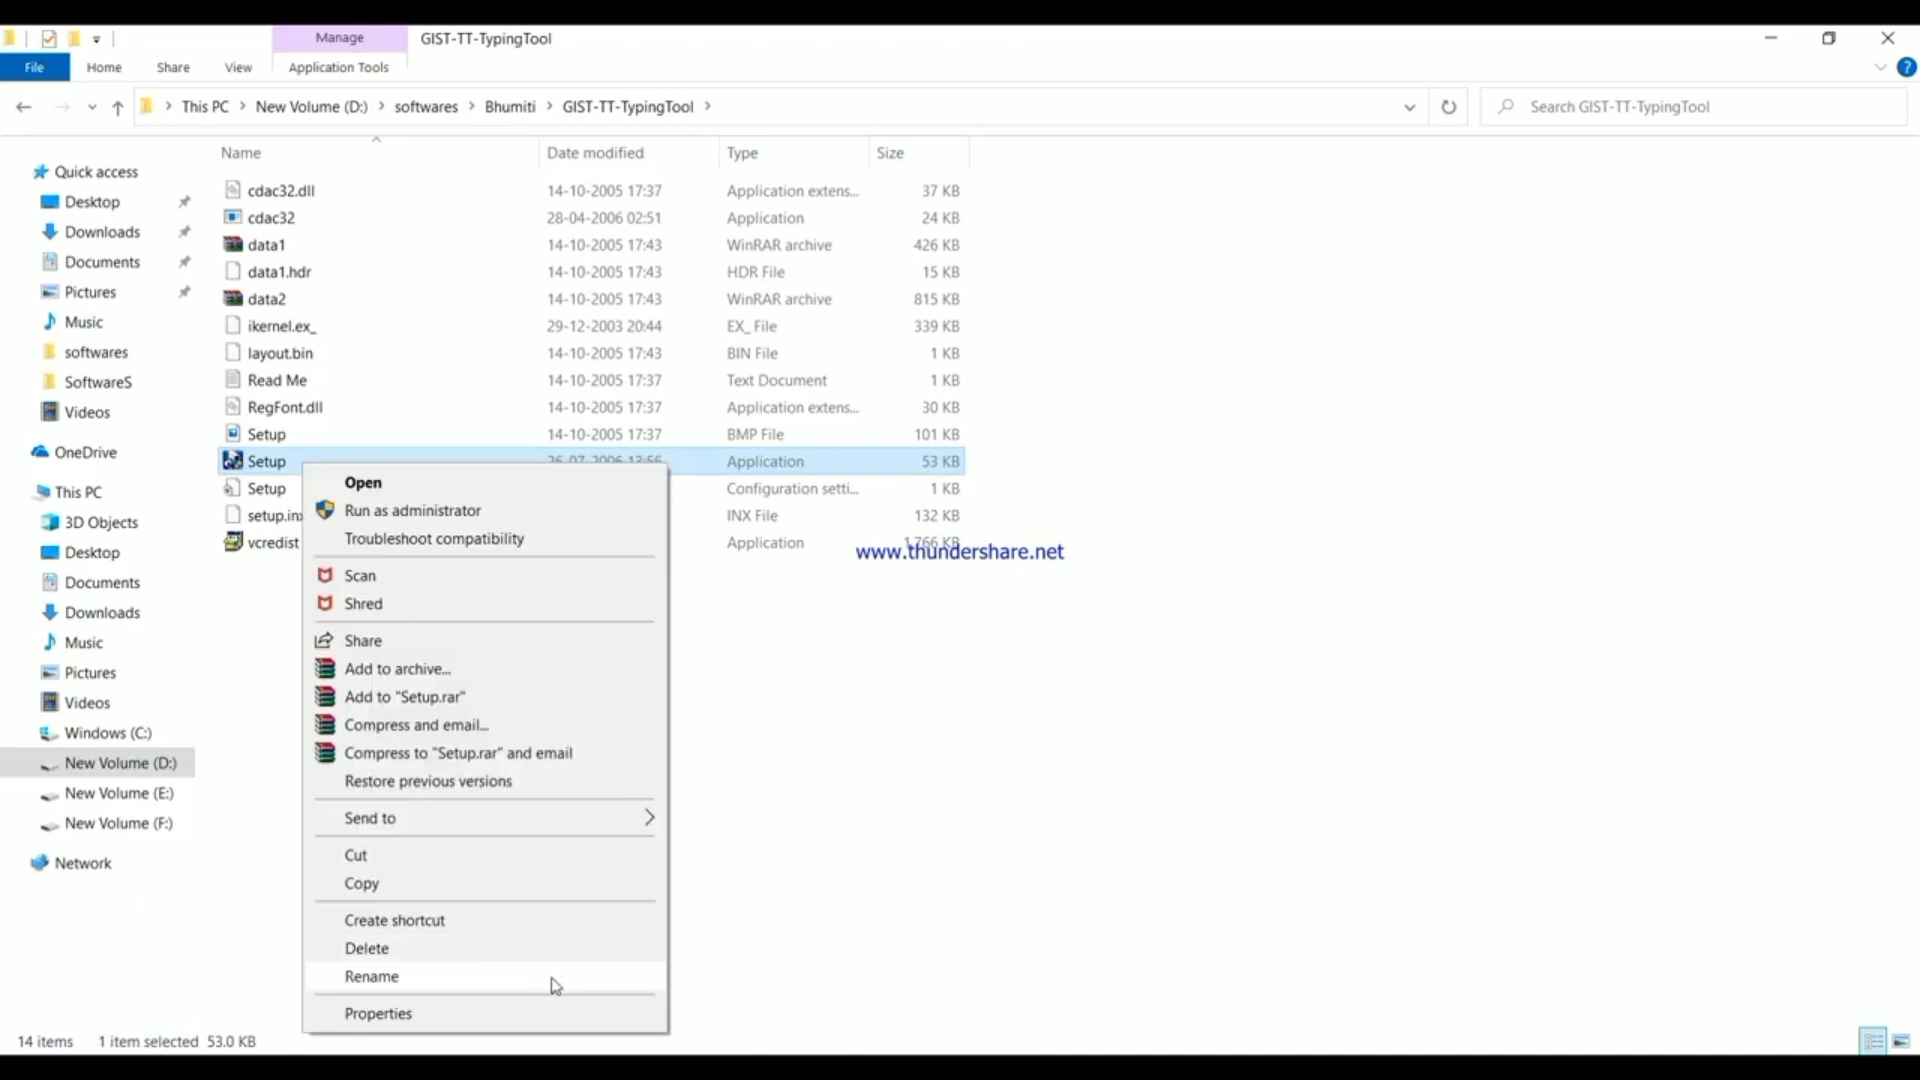 Manage
GIST-TT-TypingTool
File
Home
Share
View
Application Tools
This PC
New Volume (D:)
softwares
Bhumiti
GIST-TT-TypingTool
Search GIST-TT-TypingTool
Name
Date modified
Type
Size
cdac32.dll 14-10-2005 17:37 Application extens... 37 KB
cdac32 28-04-2006 02:51 Application 24 KB
data1 14-10-2005 17:43 WinRAR archive 426 KB
data1.hdr 14-10-2005 17:43 HDR File 15 KB
data2 14-10-2005 17:43 WinRAR archive 815 KB
ikernel.ex_ 29-12-2003 20:44 EX_ File 339 KB
layout.bin 14-10-2005 17:43 BIN File 1 KB
Read Me 14-10-2005 17:37 Text Document 1 KB
RegFont.dll 14-10-2005 17:37 Application extens... 30 KB
Setup 14-10-2005 17:37 BMP File 101 KB
Setup 26-07-2006 13:56 Application 53 KB
Setup Configuration setti... 1 KB
setup.inx INX File 132 KB
vcredist Application 1,766 KB
www.thundershare.net
Quick access
Desktop
Downloads
Documents
Pictures
Music
softwares
SoftwareS
Videos
OneDrive
This PC
3D Objects
Desktop
Documents
Downloads
Music
Pictures
Videos
Windows (C:)
New Volume (D:)
New Volume (E:)
New Volume (F:)
Network
Open
Run as administrator
Troubleshoot compatibility
Scan
Shred
Share
Add to archive...
Add to "Setup.rar"
Compress and email...
Compress to "Setup.rar" and email
Restore previous versions
Send to
Cut
Copy
Create shortcut
Delete
Rename
Properties
14 items 1 item selected 53.0 KB